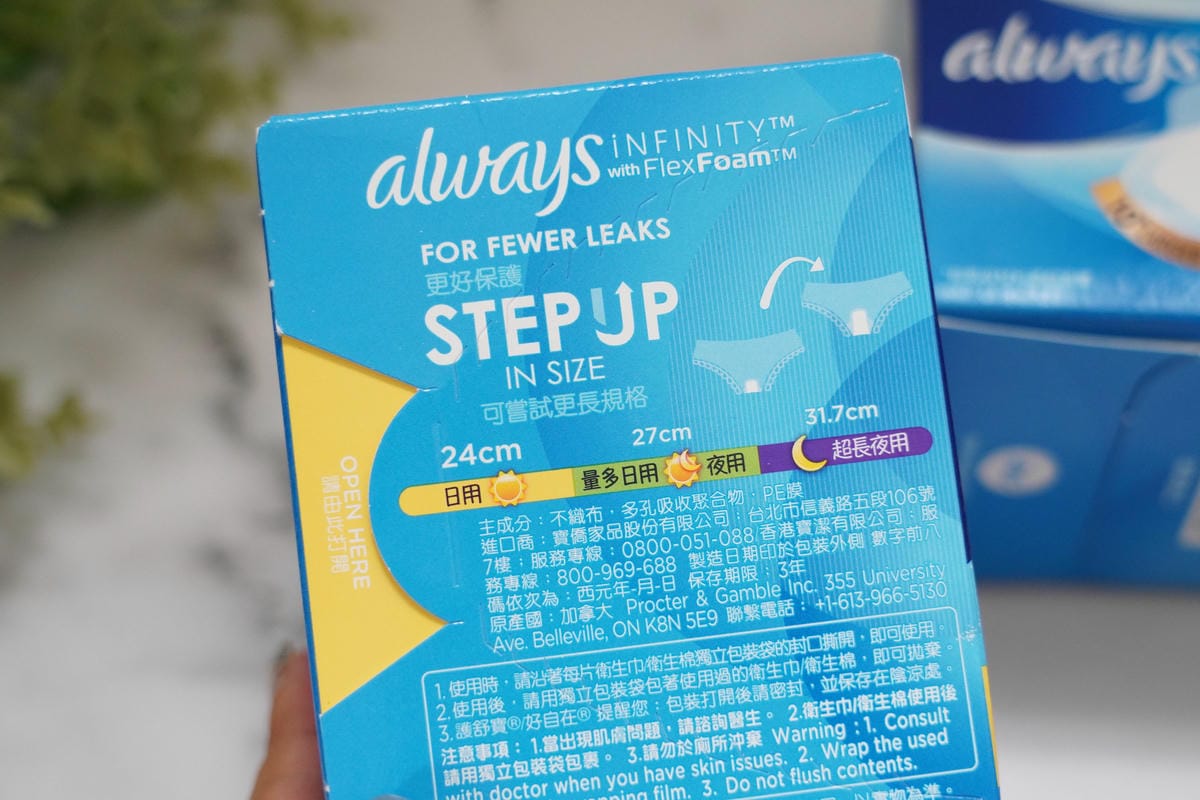 always INFINITY™
with FlexFoam™
FOR FEWER LEAKS
更好保護
STEP UP
IN SIZE
可嘗試更長規格
24cm 27cm 31.7cm
日用 量多日用 夜用 超長夜用
OPEN HERE
請由此打開
主成分：不織布，多孔吸收聚合物，PE膜
進口商：寶僑家品股份有限公司：台北市信義路五段106號
7樓：服務專線：0800-051-088/香港寶潔有限公司：服
務專線：800-969-688 製造日期印於包裝外側 數字前八
碼依次為：西元年-月-日 保存期限：3年
原產國：加拿大 Procter & Gamble Inc. 355 University
Ave. Belleville, ON K8N 5E9 聯繫電話：+1-613-966-5130
1.使用時，請沿著每片衛生巾/衛生棉獨立包裝袋的封口撕開，即可使用。
2.使用後，請用獨立包裝袋包著使用過的衛生巾/衛生棉，即可拋棄。
3.護舒寶®/好自在® 提醒您：包裝打開後請密封，並保存在陰涼處。
注意事項：1.當出現肌膚問題，請諮詢醫生。 2.衛生巾/衛生棉使用後
請用獨立包裝袋包裹。 3.請勿於廁所沖棄 Warning：1. Consult
with doctor when you have skin issues. 2. Wrap the used
film. 3. Do not flush contents.
always